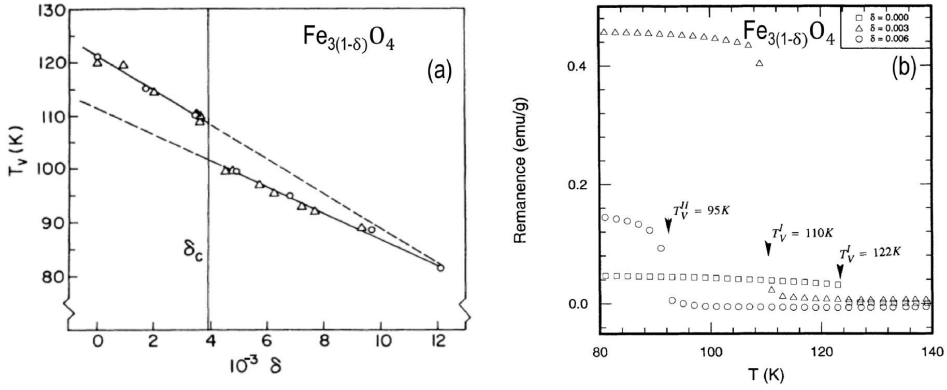 Fe3(1-δ)O4
(a)
TV (K)
120
110
100
90
80
δc
0
2
4
6
8
10
12
10-3 δ
Fe3(1-δ)O4
(b)
□ δ = 0.000
△ δ = 0.003
○ δ = 0.006
Remanence (emu/g)
0.4
0.2
0.0
TVII = 95K
TVI = 110K
TVI = 122K
80
100
120
140
T (K)